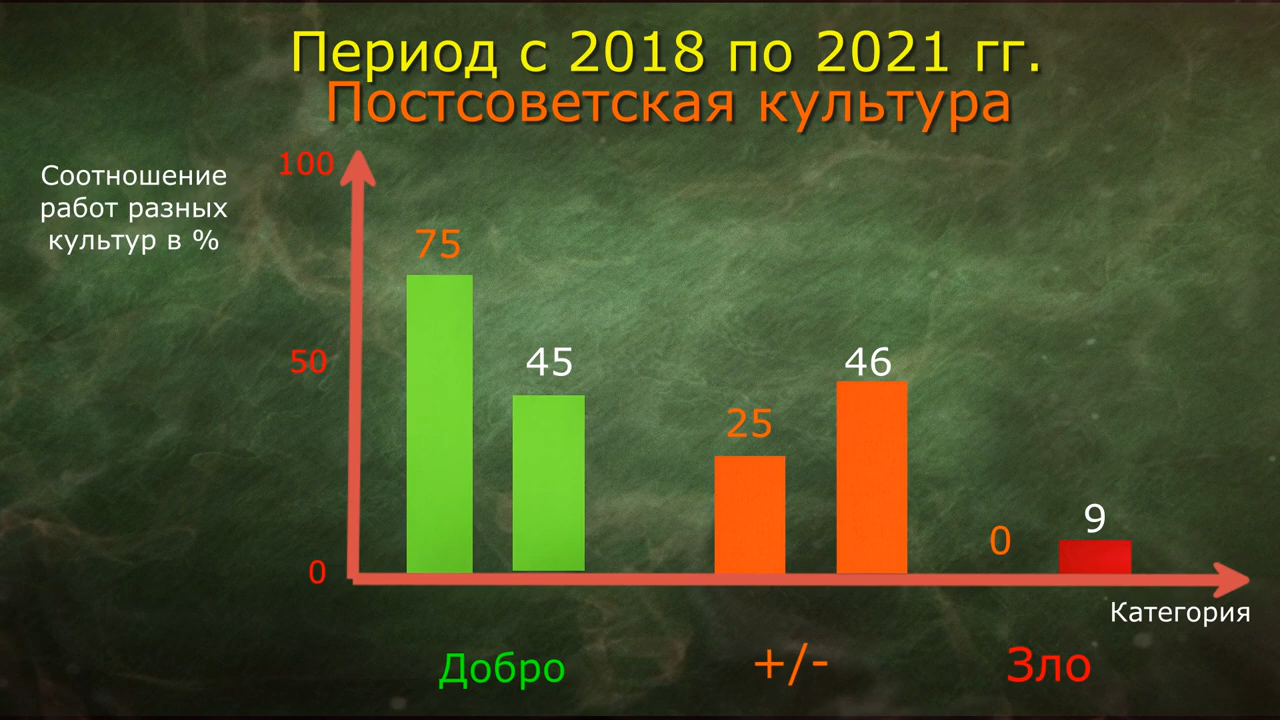 Период с 2018 по 2021 гг.
Постсоветская культура
Соотношение
работ разных
культур в %
100
50
0
75
45
25
46
0
9
Категория
Добро
+/-
Зло